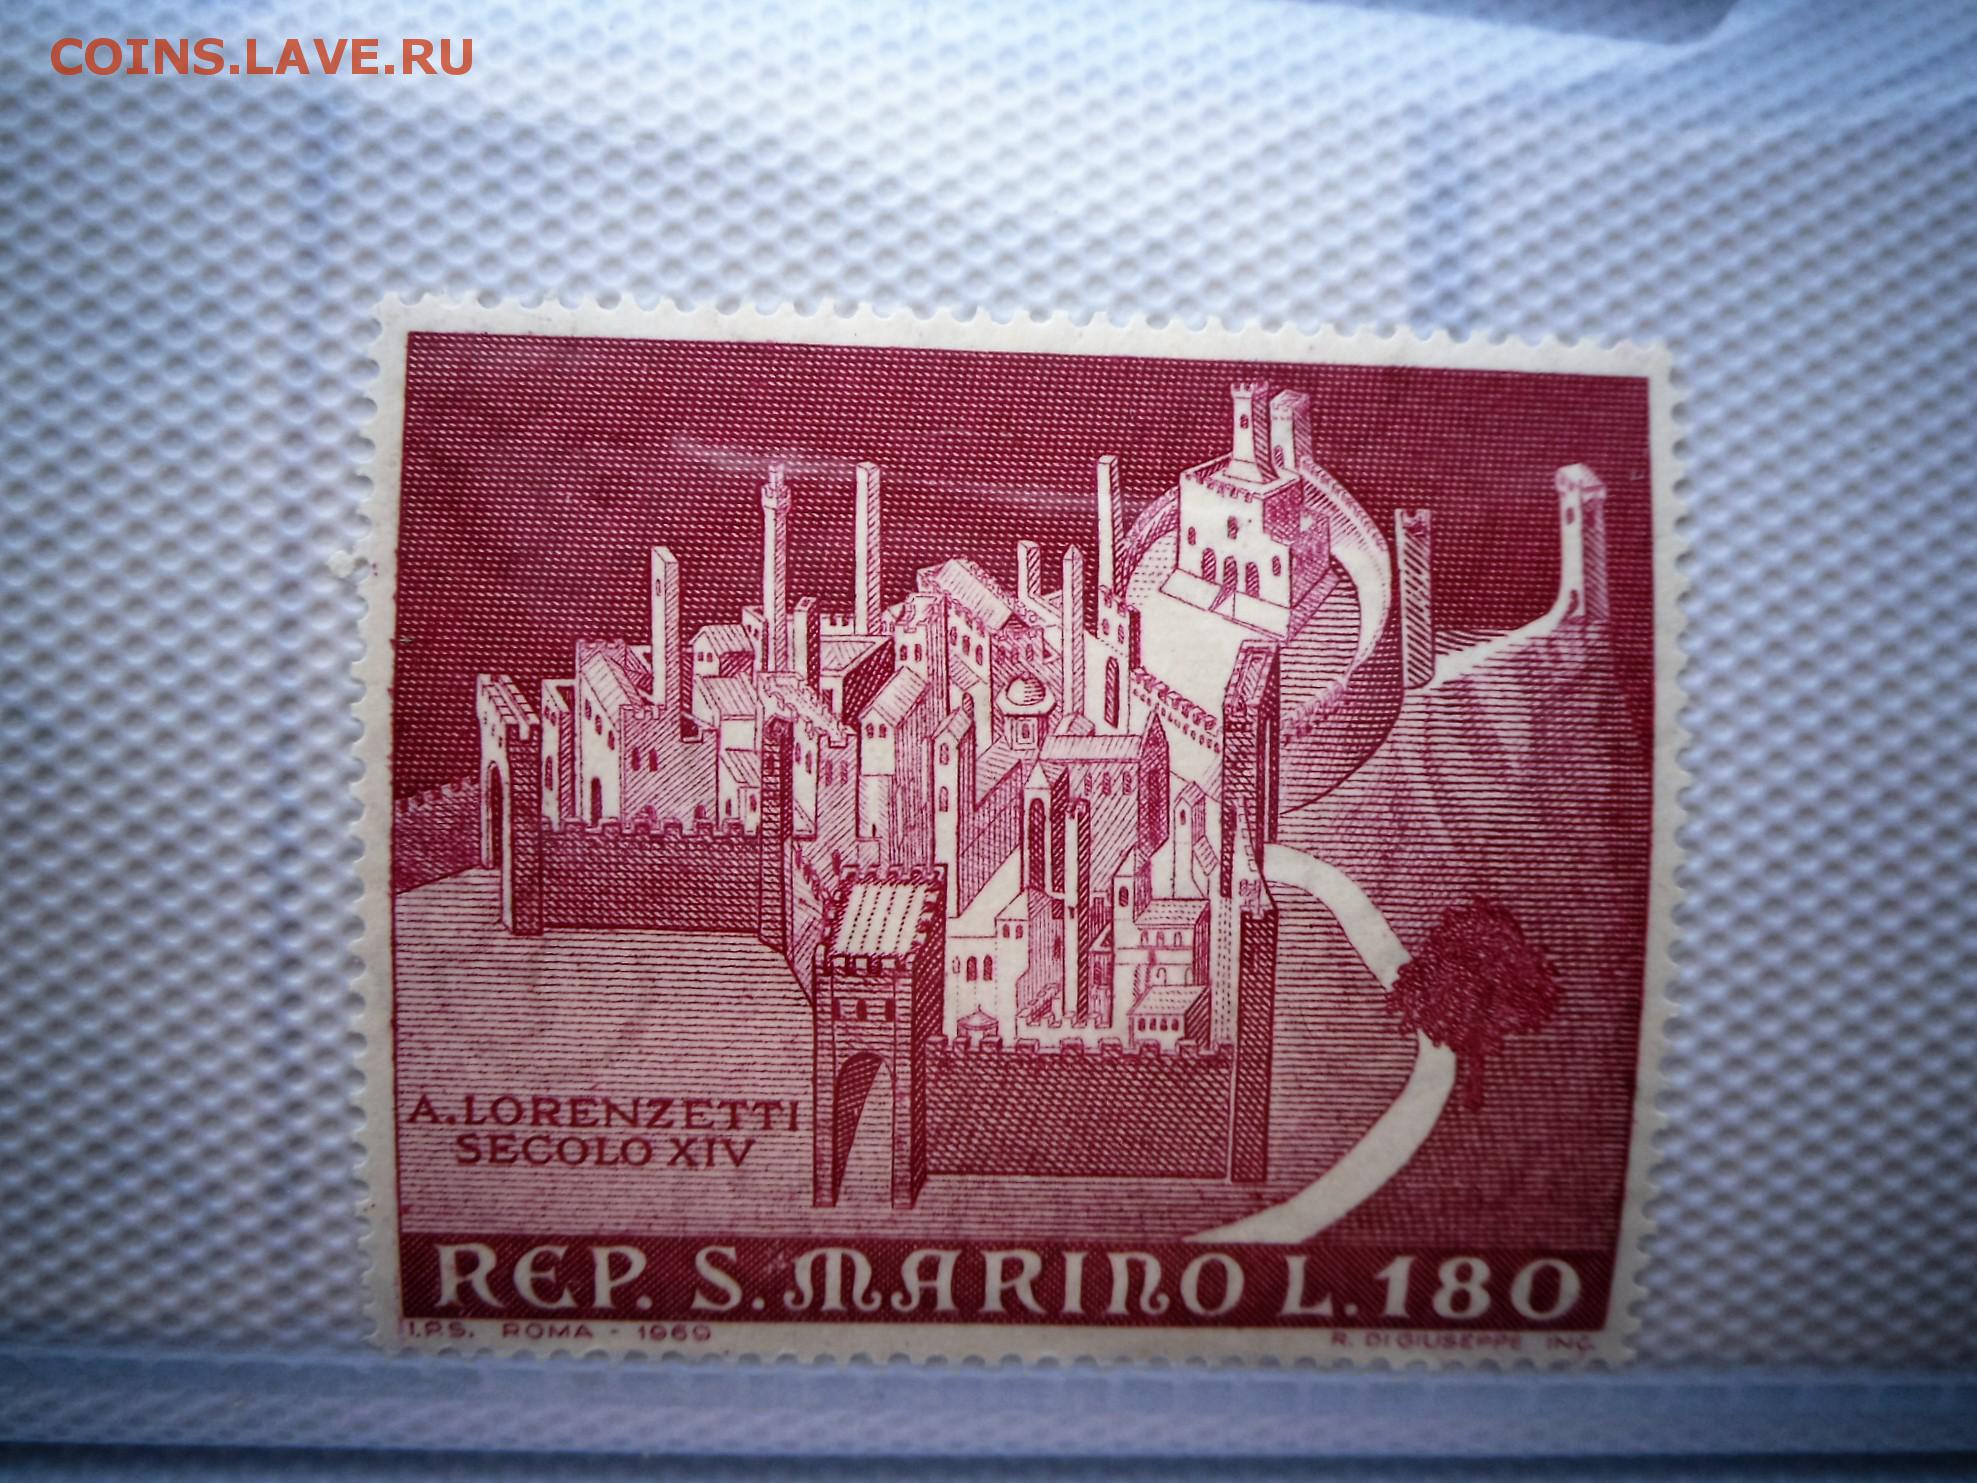 COINS.LAVE.RU
A. LORENZETTI
SECOLO XIV
REP. S. MARINO L. 180
I.P.S. ROMA - 1969
R. DI GIUSEPPE INC.